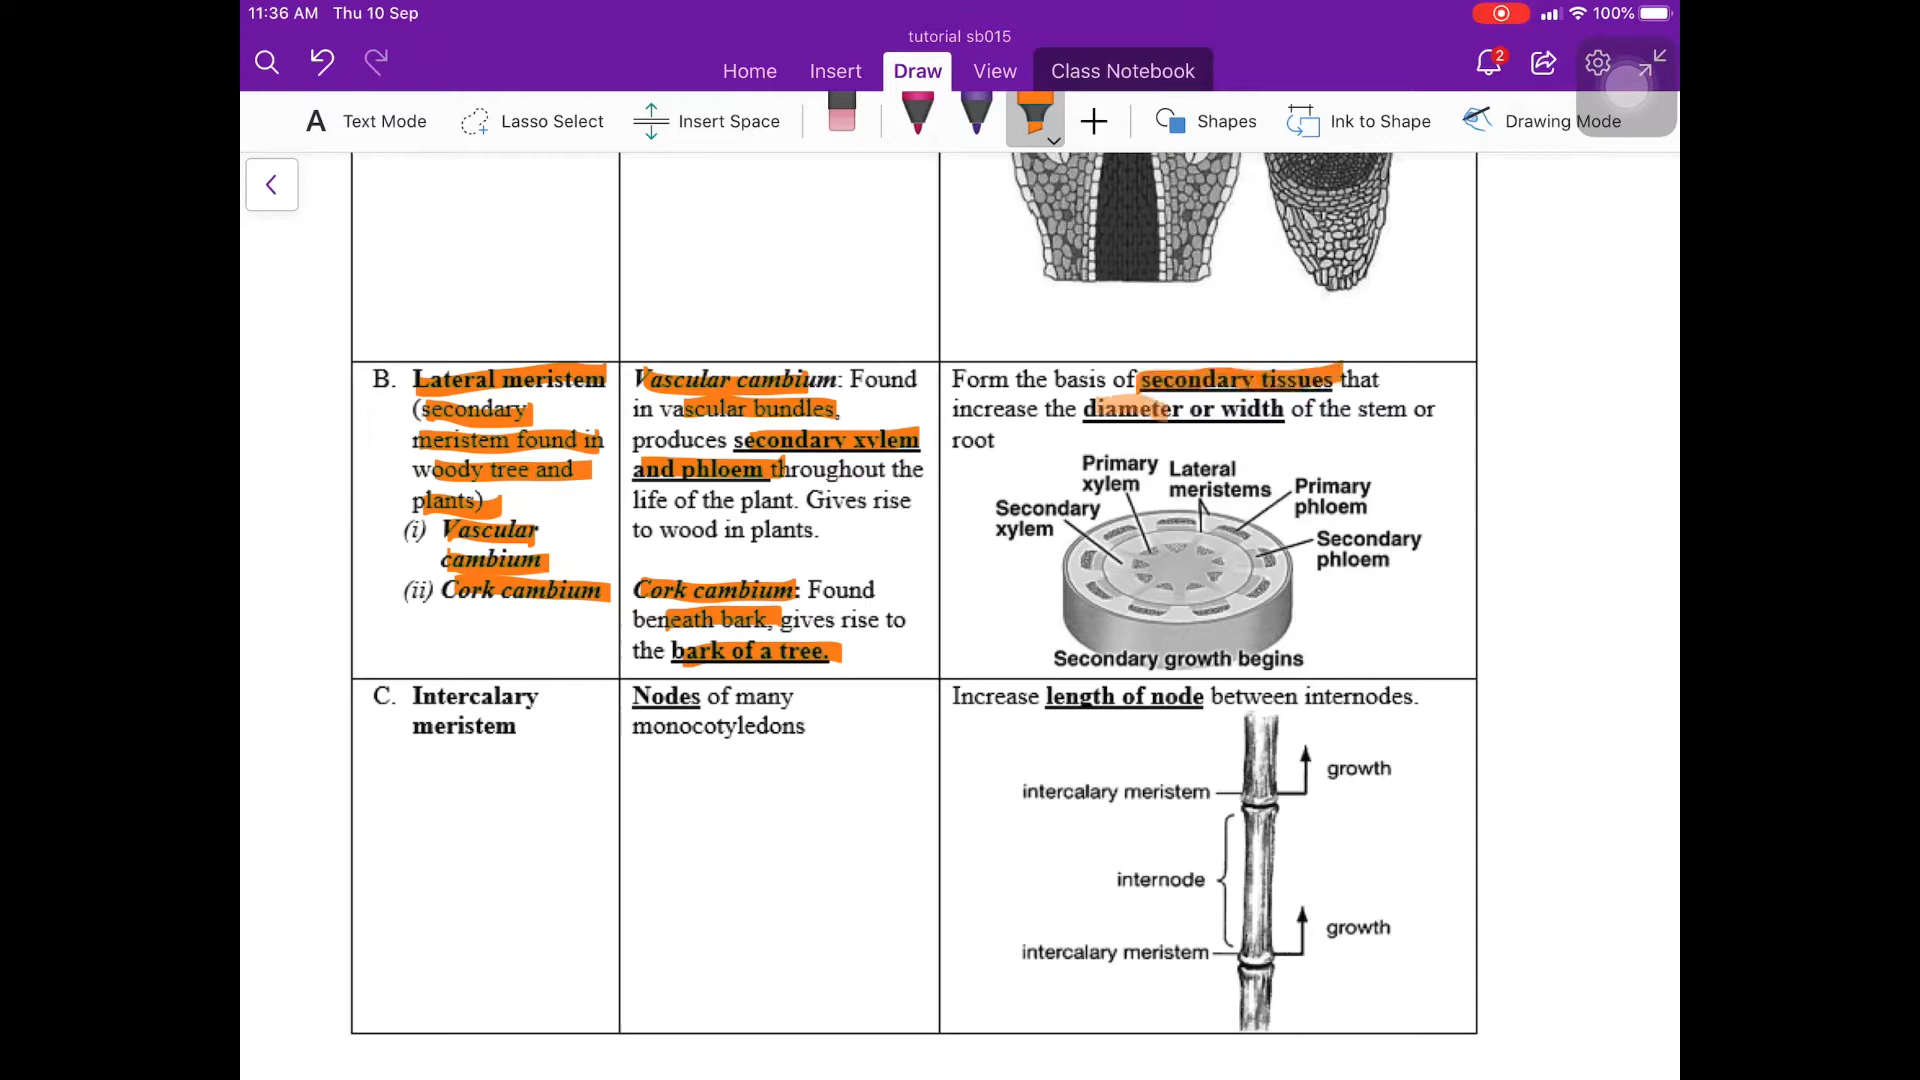 11:36 AM Thu 10 Sep
100%
tutorial sb015
Home Insert Draw View Class Notebook
2
A Text Mode Lasso Select Insert Space Shapes Ink to Shape Drawing Mode
B. Lateral meristem
(secondary
meristem found in
woody tree and
plants)
(i) Vascular
cambium
(ii) Cork cambium
Vascular cambium: Found
in vascular bundles,
produces secondary xylem
and phloem throughout the
life of the plant. Gives rise
to wood in plants.
Cork cambium: Found
beneath bark, gives rise to
the bark of a tree.
Form the basis of secondary tissues that
increase the diameter or width of the stem or
root
Primary
xylem
Lateral
meristems
Primary
phloem
Secondary
xylem
Secondary
phloem
Secondary growth begins
C. Intercalary
meristem
Nodes of many
monocotyledons
Increase length of node between internodes.
growth
intercalary meristem
internode
growth
intercalary meristem